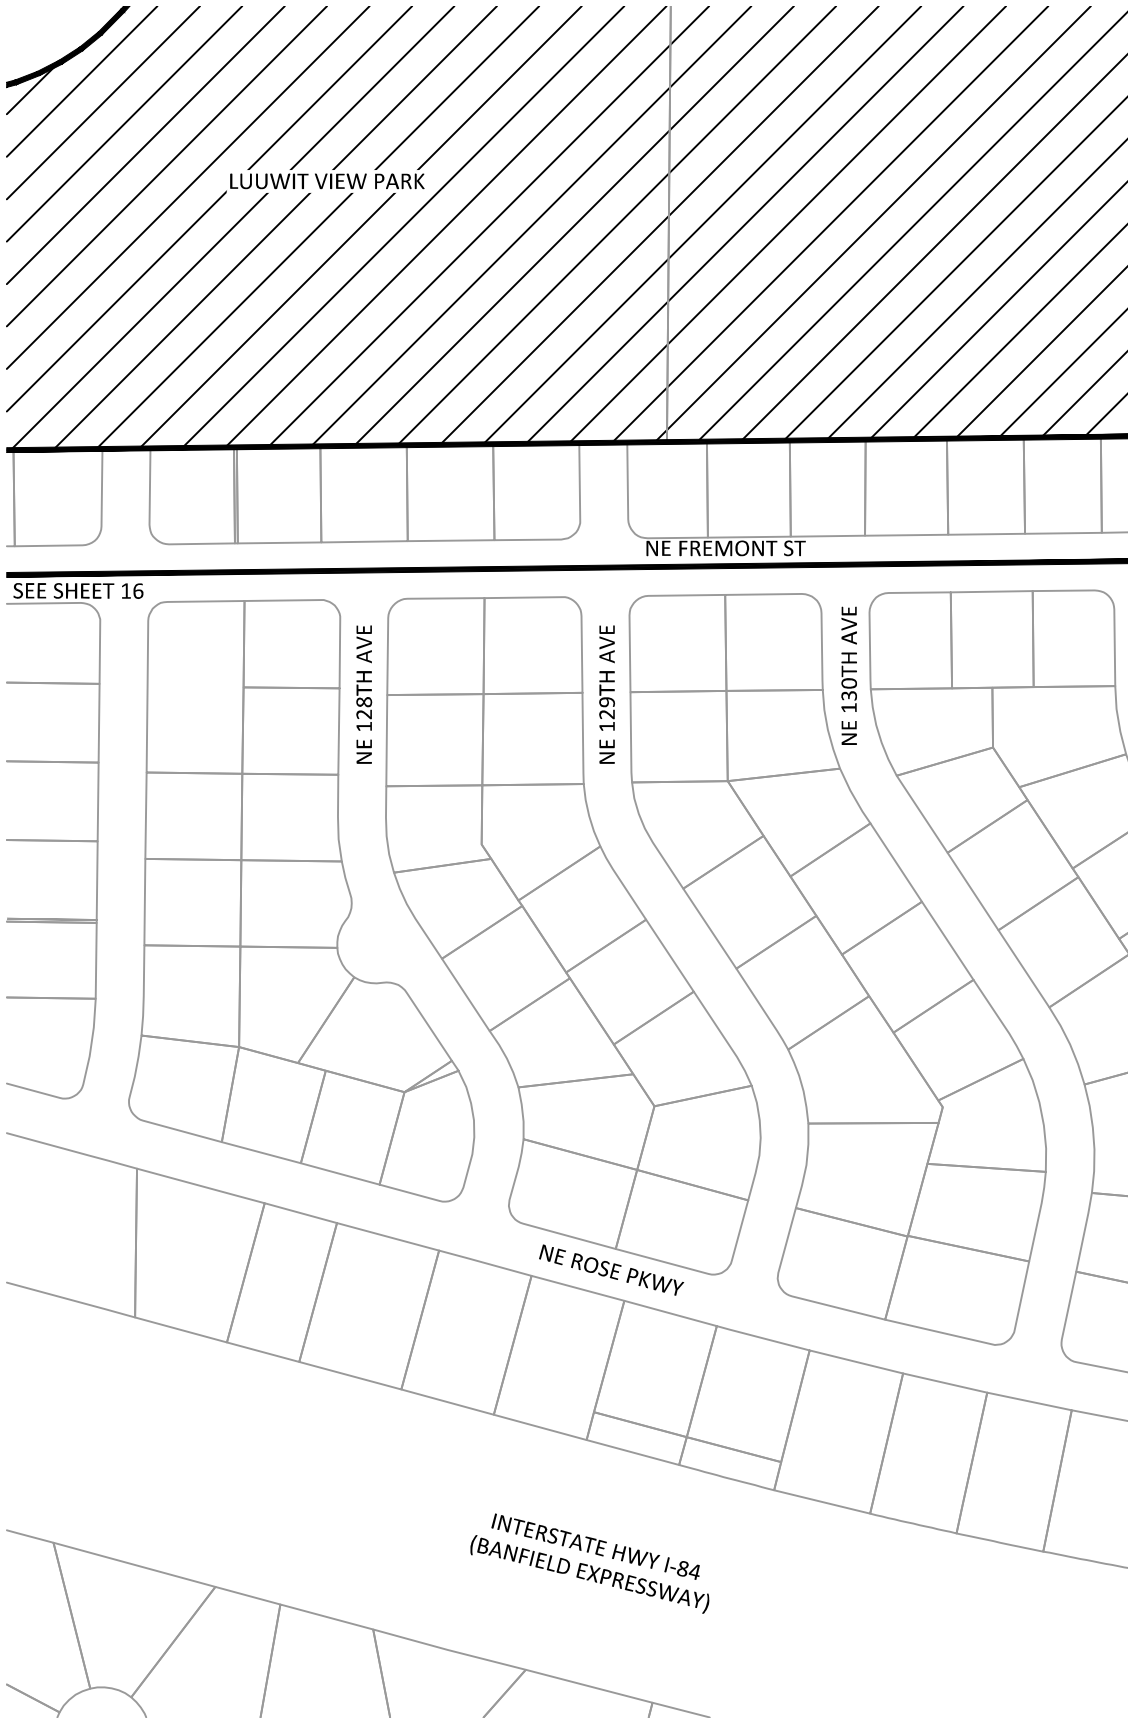 LUUWIT VIEW PARK
NE FREMONT ST
SEE SHEET 16
NE 128TH AVE
NE 129TH AVE
NE 130TH AVE
NE ROSE PKWY
INTERSTATE HWY I-84
(BANFIELD EXPRESSWAY)